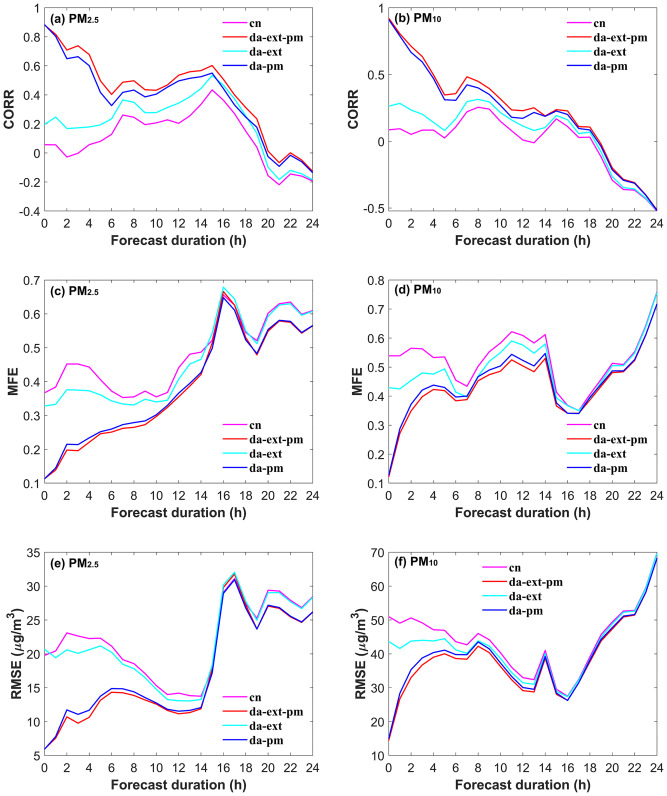 (a) PM2.5
cn
da-ext-pm
da-ext
da-pm
CORR
1
0.8
0.6
0.4
0.2
0
-0.2
-0.4
0 2 4 6 8 10 12 14 16 18 20 22 24
Forecast duration (h)
(b) PM10
cn
da-ext-pm
da-ext
da-pm
CORR
1
0.5
0
-0.5
0 2 4 6 8 10 12 14 16 18 20 22 24
Forecast duration (h)
(c) PM2.5
cn
da-ext-pm
da-ext
da-pm
MFE
0.7
0.6
0.5
0.4
0.3
0.2
0.1
0 2 4 6 8 10 12 14 16 18 20 22 24
Forecast duration (h)
(d) PM10
cn
da-ext-pm
da-ext
da-pm
MFE
0.8
0.7
0.6
0.5
0.4
0.3
0.2
0.1
0 2 4 6 8 10 12 14 16 18 20 22 24
Forecast duration (h)
(e) PM2.5
cn
da-ext-pm
da-ext
da-pm
RMSE (μg/m³)
35
30
25
20
15
10
5
0 2 4 6 8 10 12 14 16 18 20 22 24
Forecast duration (h)
(f) PM10
cn
da-ext-pm
da-ext
da-pm
RMSE (μg/m³)
70
60
50
40
30
20
10
0 2 4 6 8 10 12 14 16 18 20 22 24
Forecast duration (h)